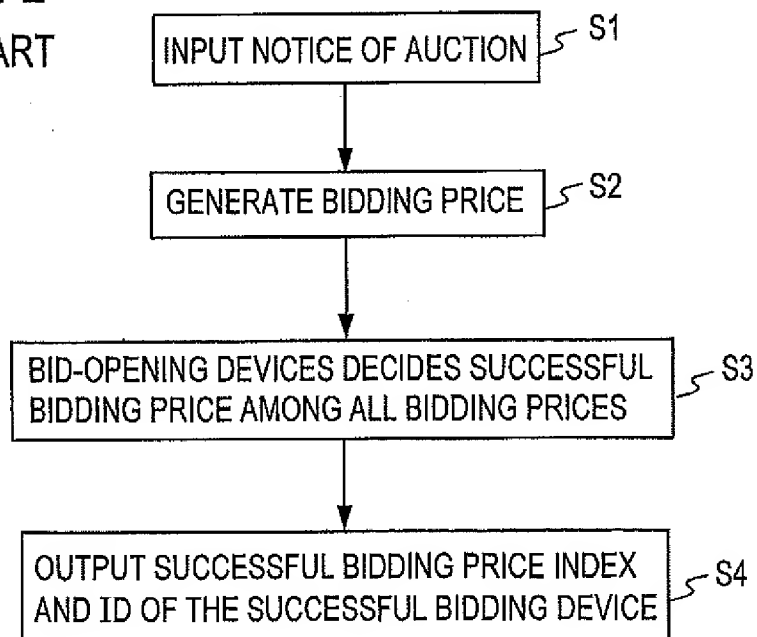 ART
INPUT NOTICE OF AUCTION
S1
GENERATE BIDDING PRICE
S2
BID-OPENING DEVICES DECIDES SUCCESSFUL
BIDDING PRICE AMONG ALL BIDDING PRICES
S3
OUTPUT SUCCESSFUL BIDDING PRICE INDEX
AND ID OF THE SUCCESSFUL BIDDING DEVICE
S4